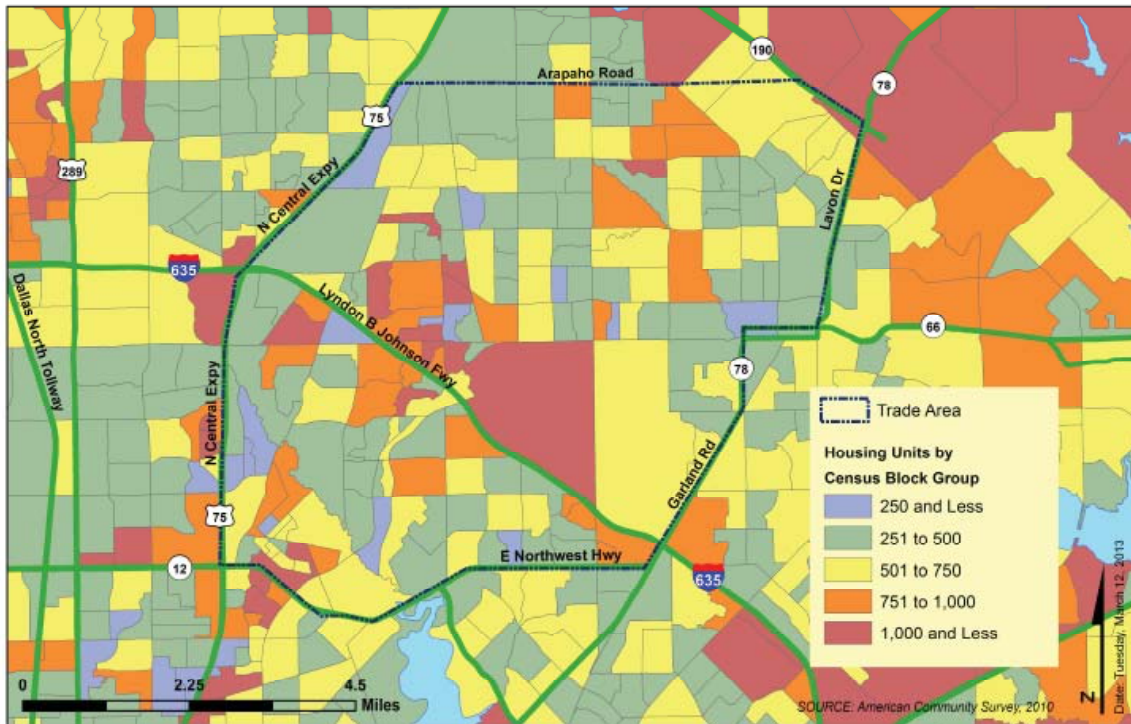 190
Arapaho Road
78
75
289
N Central Expy
Lavon Dr
635
Dallas North Tollway
Lyndon B Johnson Fwy
66
78
N Central Expy
Garland Rd
75
E Northwest Hwy
12
635
Trade Area
Housing Units by
Census Block Group
250 and Less
251 to 500
501 to 750
751 to 1,000
1,000 and Less
0 2.25 4.5
Miles
N
SOURCE: American Community Survey, 2010
Date: Tuesday, March 12, 2013